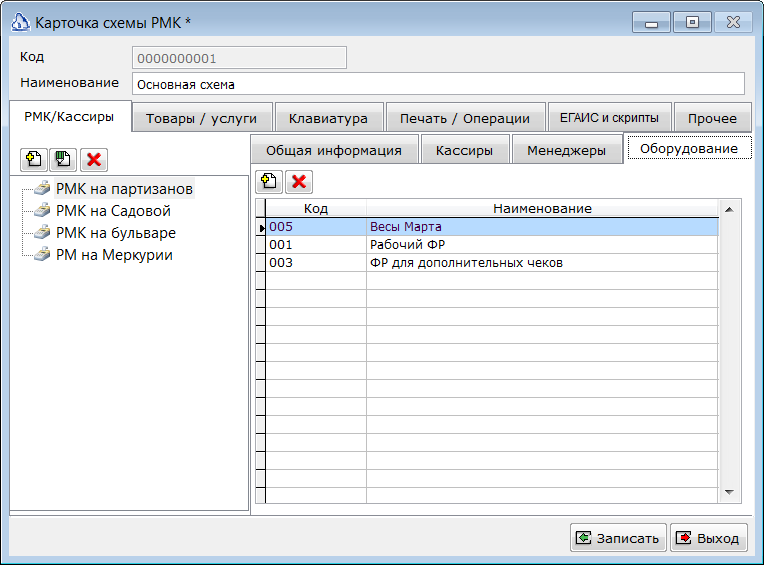 Карточка схемы РМК *
Код 0000000001
Наименование Основная схема
РМК/Кассиры Товары / услуги Клавиатура Печать / Операции ЕГАИС и скрипты Прочее
Общая информация Кассиры Менеджеры Оборудование
РМК на партизанов
РМК на Садовой
РМК на бульваре
РМ на Меркурии
Код Наименование
005 Весы Марта
001 Рабочий ФР
003 ФР для дополнительных чеков
Записать Выход